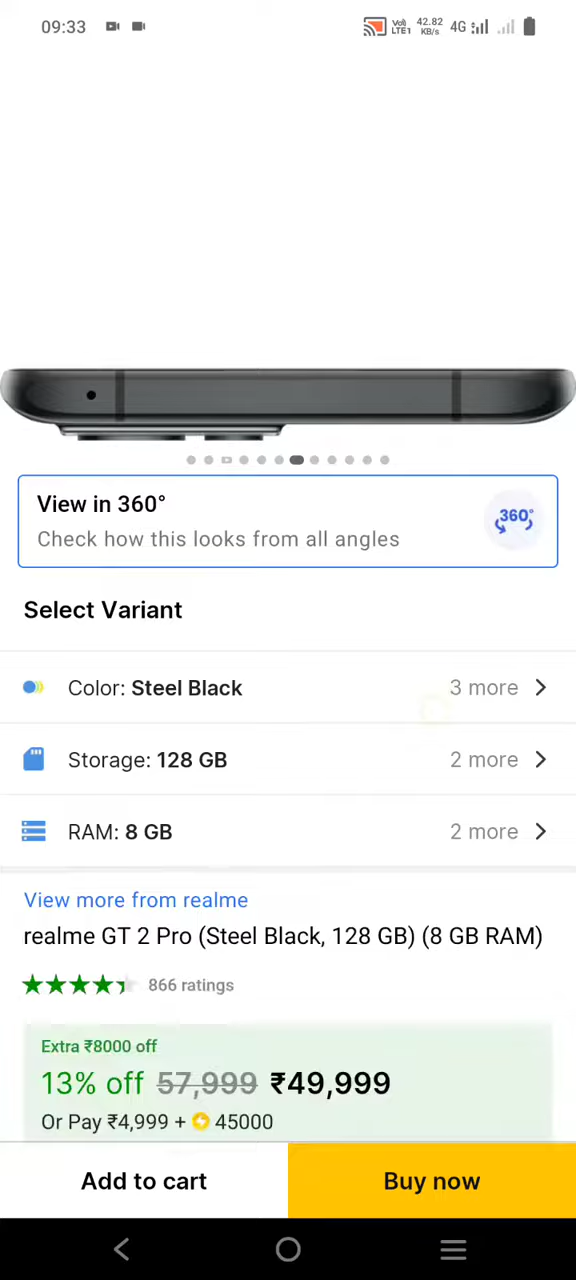 09:33 Vo) LTE1 42.82 KB/s 4G
View in 360°
Check how this looks from all angles
360°
Select Variant
Color: Steel Black 3 more
Storage: 128 GB 2 more
RAM: 8 GB 2 more
View more from realme
realme GT 2 Pro (Steel Black, 128 GB) (8 GB RAM)
866 ratings
Extra ₹8000 off
13% off 57,999 ₹49,999
Or Pay ₹4,999 + 45000
Add to cart Buy now